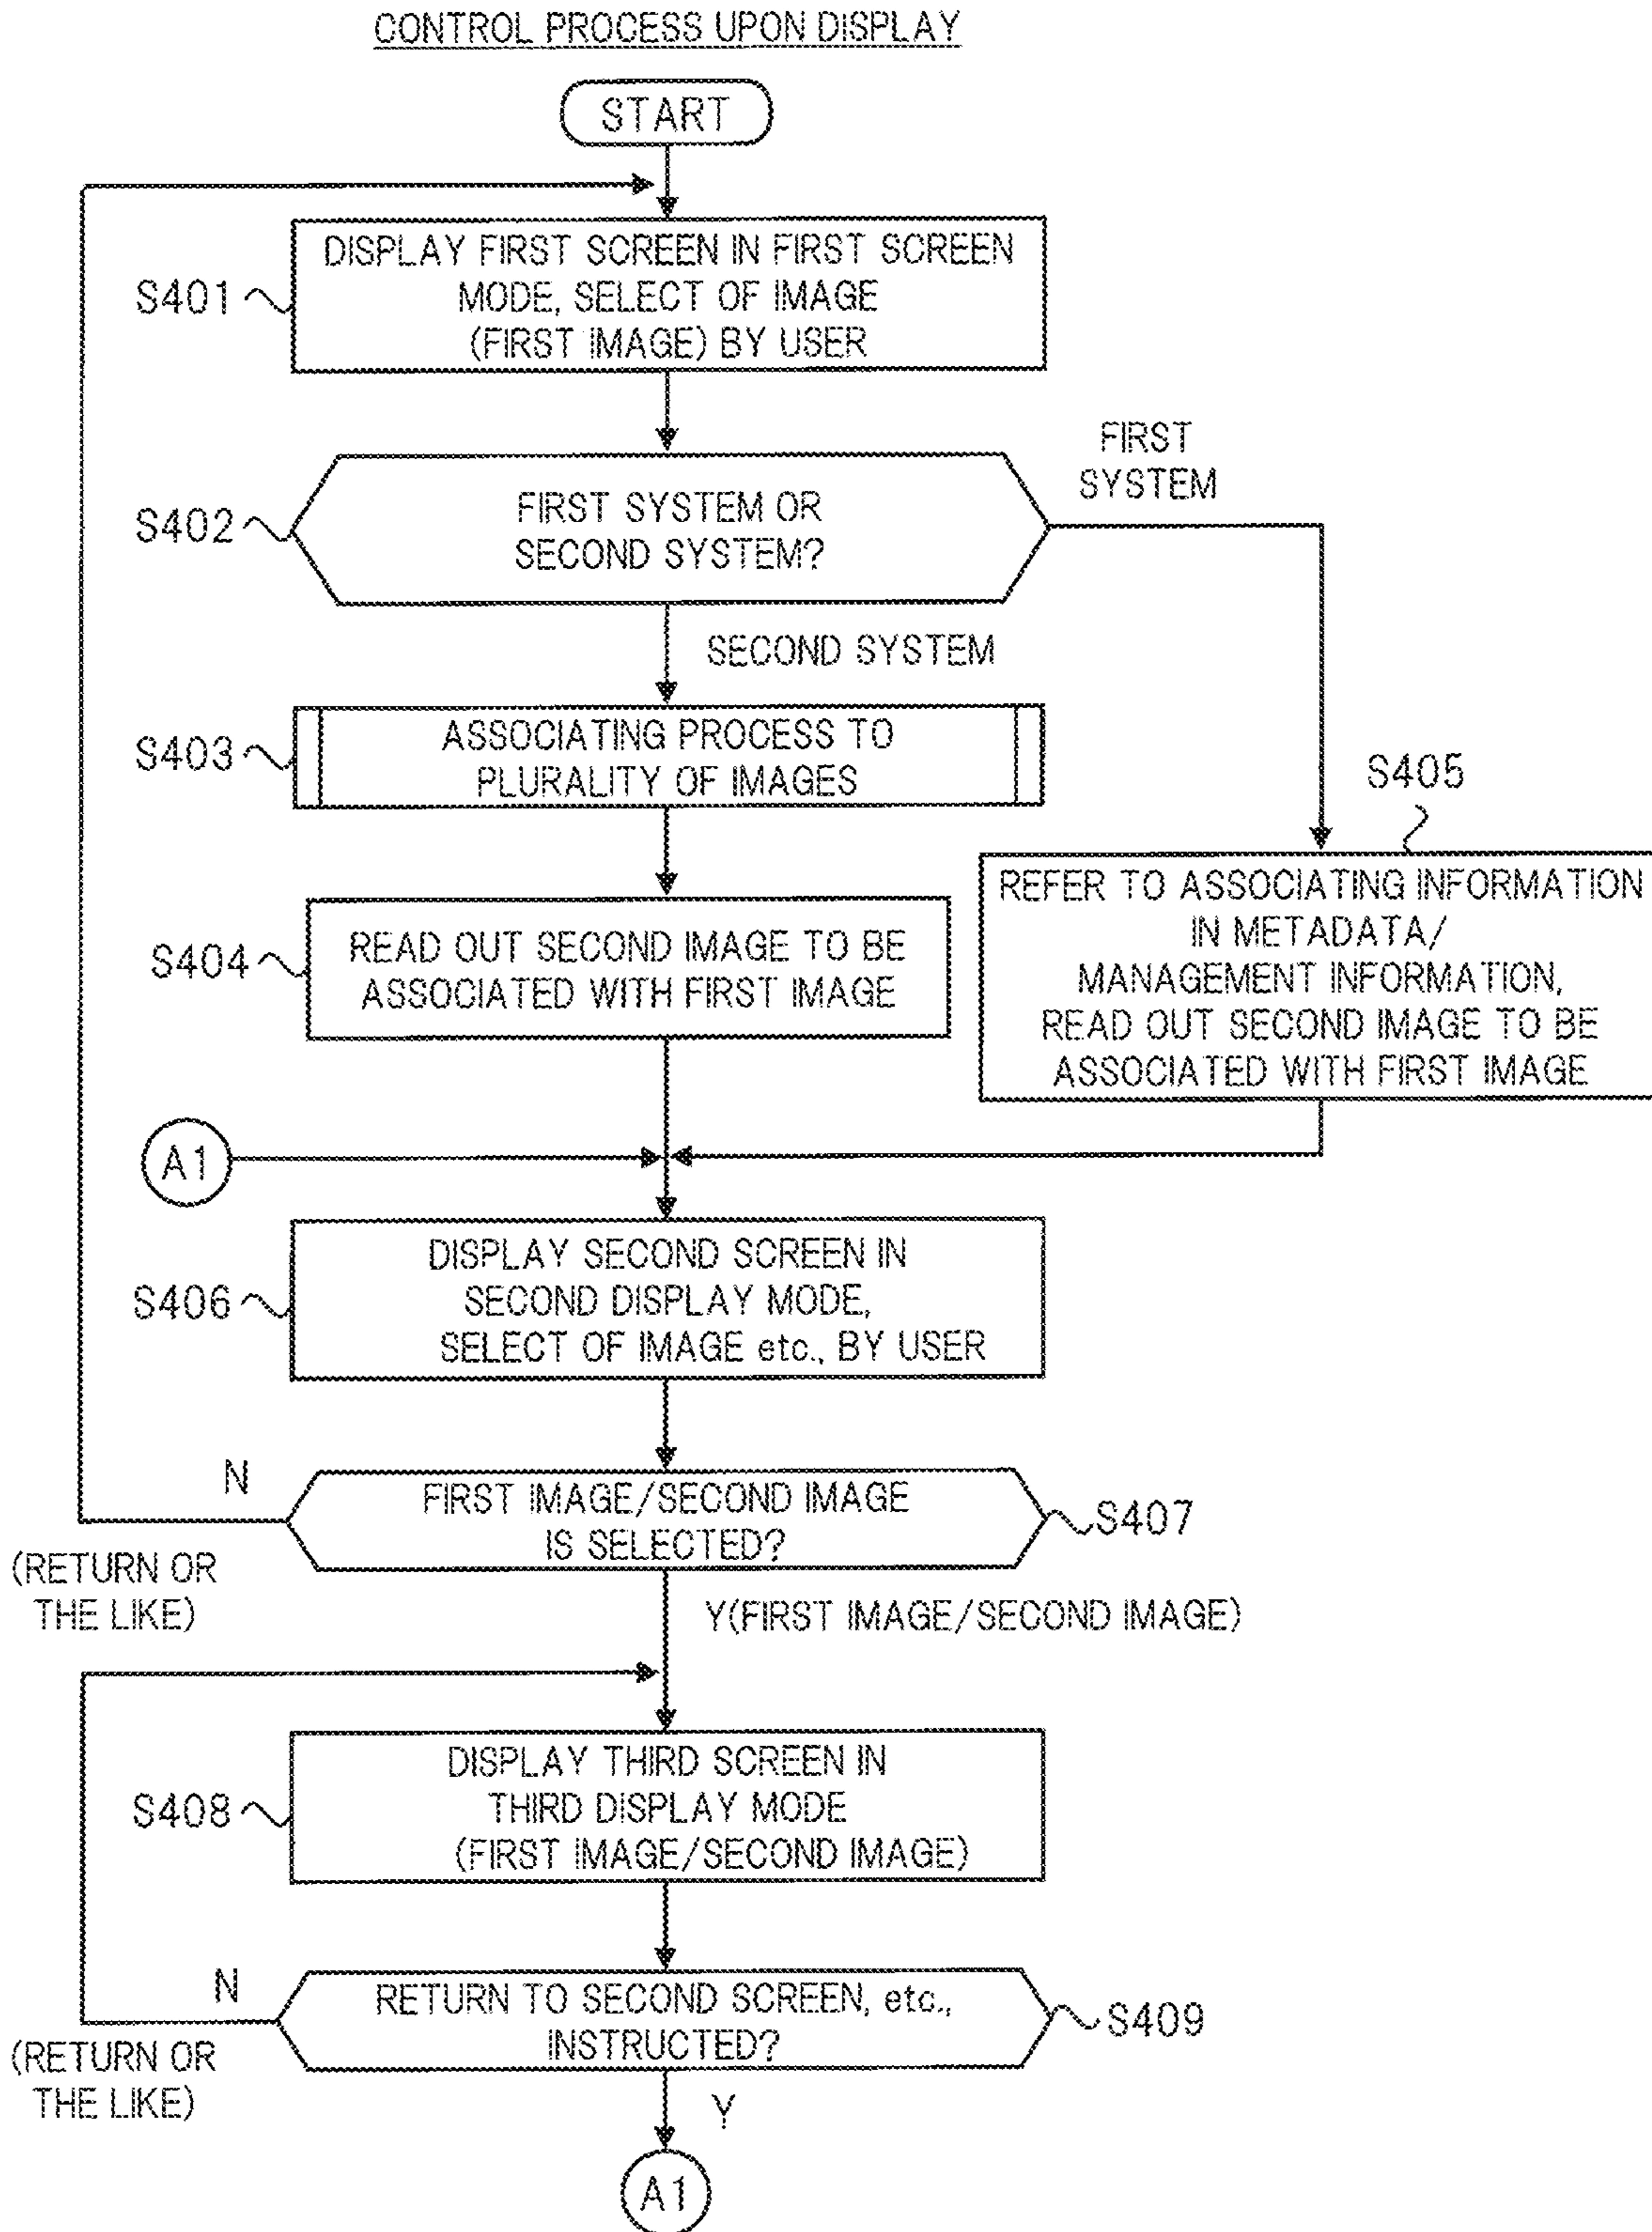 CONTROL PROCESS UPON DISPLAY
START
S401
DISPLAY FIRST SCREEN IN FIRST SCREEN
MODE, SELECT OF IMAGE
(FIRST IMAGE) BY USER
S402
FIRST SYSTEM OR
SECOND SYSTEM?
FIRST
SYSTEM
SECOND SYSTEM
S403
ASSOCIATING PROCESS TO
PLURALITY OF IMAGES
S404
READ OUT SECOND IMAGE TO BE
ASSOCIATED WITH FIRST IMAGE
S405
REFER TO ASSOCIATING INFORMATION
IN METADATA/
MANAGEMENT INFORMATION,
READ OUT SECOND IMAGE TO BE
ASSOCIATED WITH FIRST IMAGE
A1
S406
DISPLAY SECOND SCREEN IN
SECOND DISPLAY MODE,
SELECT OF IMAGE etc., BY USER
N
(RETURN OR
THE LIKE)
FIRST IMAGE/SECOND IMAGE
IS SELECTED?
S407
Y(FIRST IMAGE/SECOND IMAGE)
S408
DISPLAY THIRD SCREEN IN
THIRD DISPLAY MODE
(FIRST IMAGE/SECOND IMAGE)
N
(RETURN OR
THE LIKE)
RETURN TO SECOND SCREEN, etc.,
INSTRUCTED?
S409
Y
A1